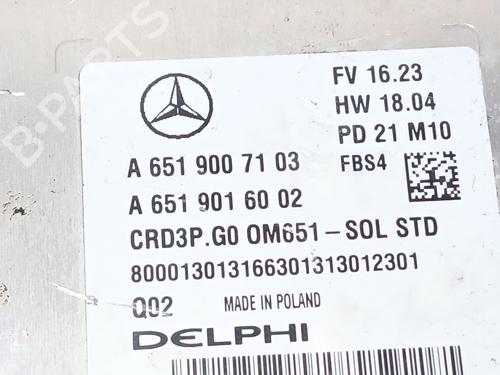 B-PARTS
FV 16.23
HW 18.04
PD 21 M10
A 651 900 71 03 FBS4
A 651 901 60 02
CRD3P.G0 OM651-SOL STD
800013013166301313012301
Q02 MADE IN POLAND
DELPHI